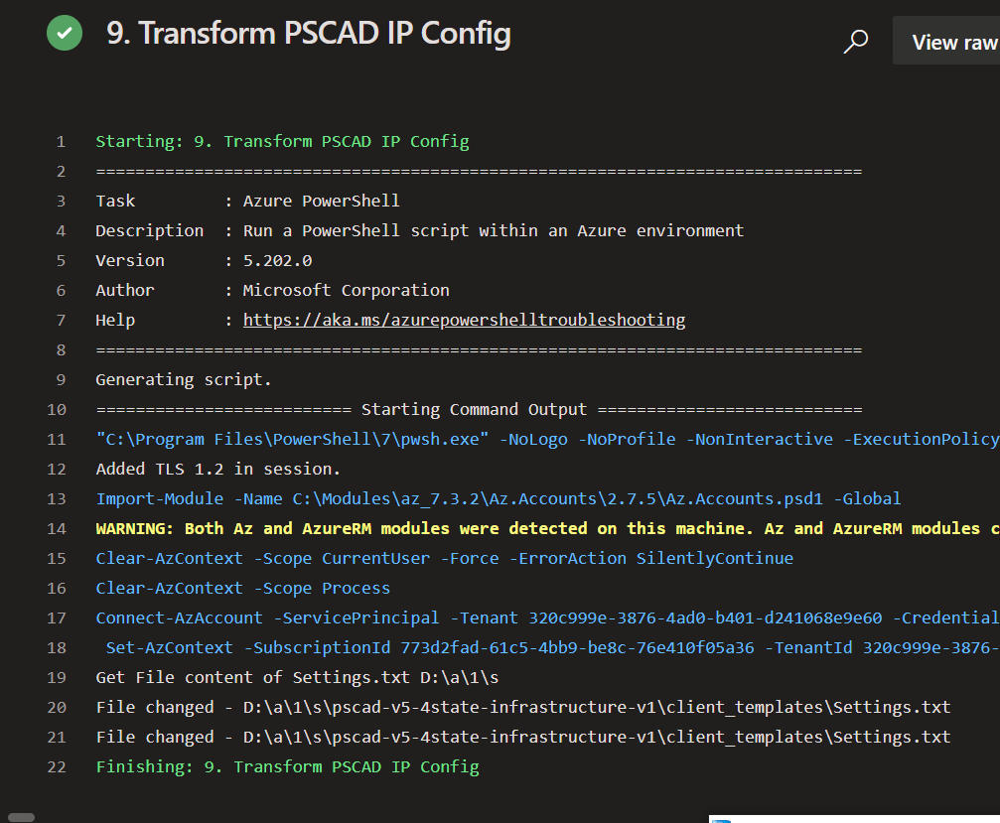 9. Transform PSCAD IP Config
View raw
1 Starting: 9. Transform PSCAD IP Config
2 ==============================================================================
3 Task         : Azure PowerShell
4 Description  : Run a PowerShell script within an Azure environment
5 Version      : 5.202.0
6 Author       : Microsoft Corporation
7 Help         : https://aka.ms/azurepowershelltroubleshooting
8 ==============================================================================
9 Generating script.
10 ========================== Starting Command Output ===========================
11 "C:\Program Files\PowerShell\7\pwsh.exe" -NoLogo -NoProfile -NonInteractive -ExecutionPolicy
12 Added TLS 1.2 in session.
13 Import-Module -Name C:\Modules\az_7.3.2\Az.Accounts\2.7.5\Az.Accounts.psd1 -Global
14 WARNING: Both Az and AzureRM modules were detected on this machine. Az and AzureRM modules c
15 Clear-AzContext -Scope CurrentUser -Force -ErrorAction SilentlyContinue
16 Clear-AzContext -Scope Process
17 Connect-AzAccount -ServicePrincipal -Tenant 320c999e-3876-4ad0-b401-d241068e9e60 -Credential
18  Set-AzContext -SubscriptionId 773d2fad-61c5-4bb9-be8c-76e410f05a36 -TenantId 320c999e-3876-
19 Get File content of Settings.txt D:\a\1\s
20 File changed - D:\a\1\s\pscad-v5-4state-infrastructure-v1\client_templates\Settings.txt
21 File changed - D:\a\1\s\pscad-v5-4state-infrastructure-v1\client_templates\Settings.txt
22 Finishing: 9. Transform PSCAD IP Config